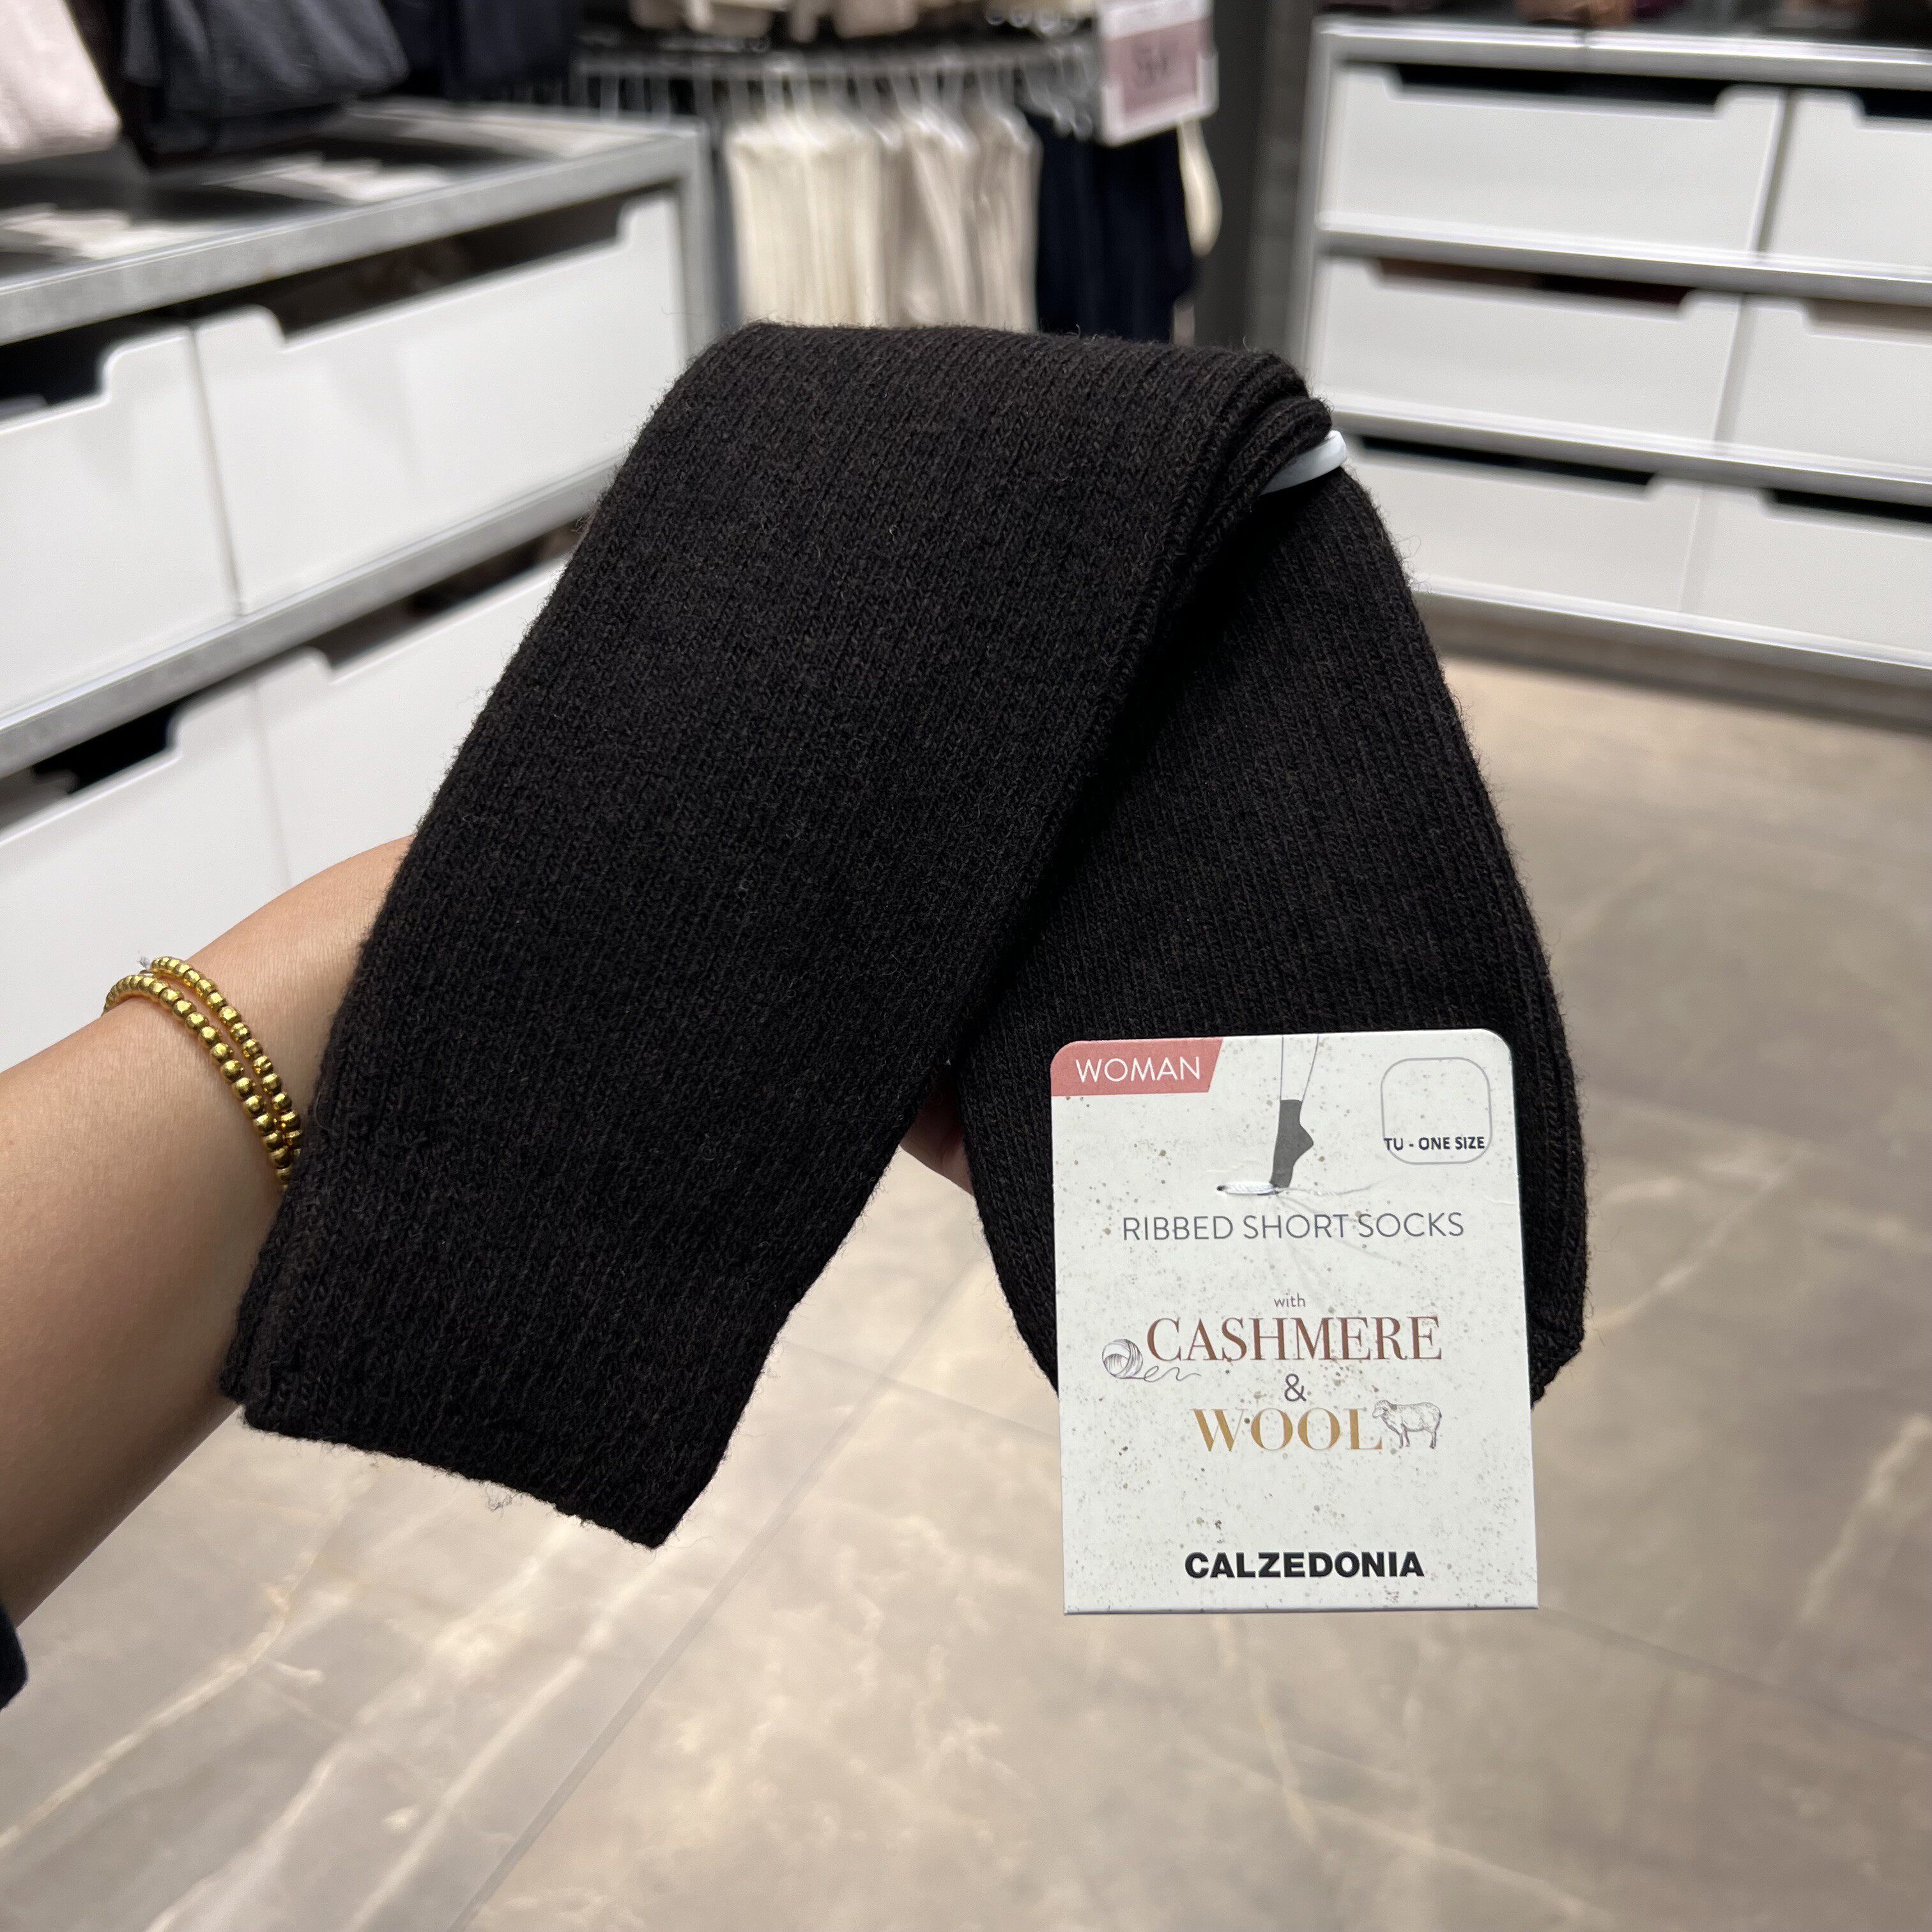 WOMAN
TU - ONE SIZE
RIBBED SHORT SOCKS
with
CASHMERE
&
WOOL
CALZEDONIA